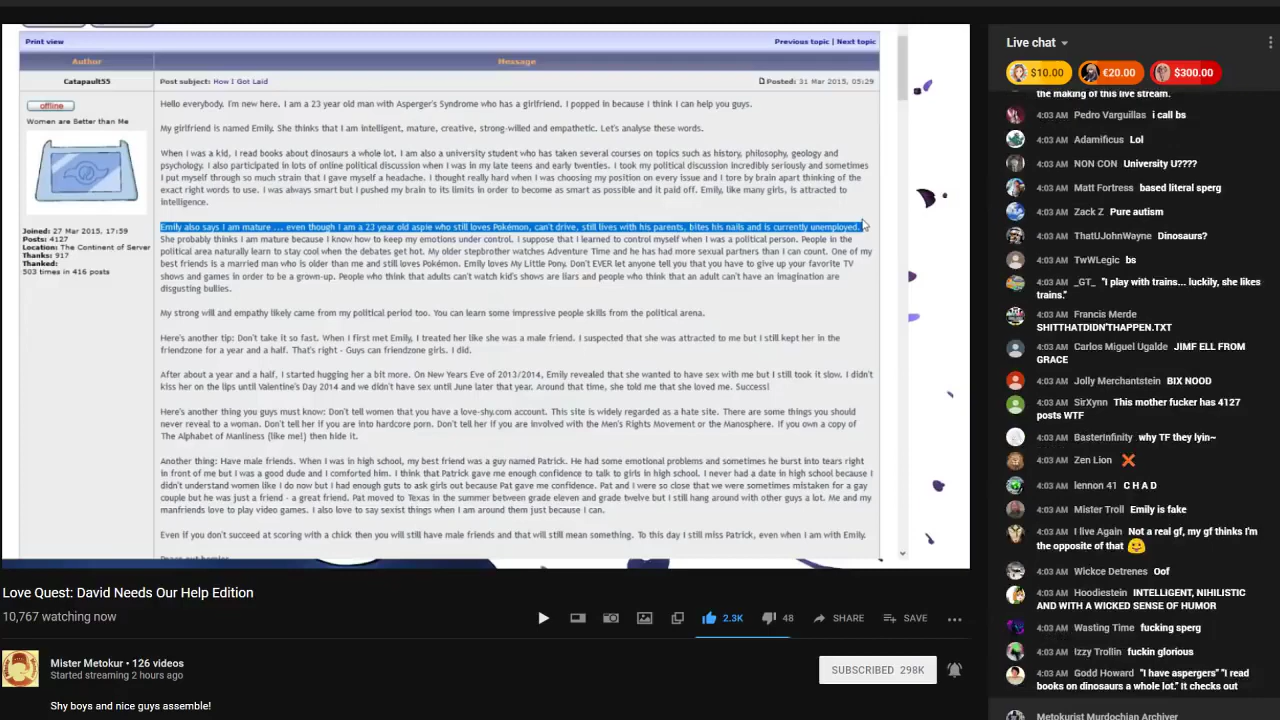 Print view
Previous topic | Next topic
Author
Message
Catapault55
Post subject: How I Got Laid
Posted: 31 Mar 2015, 05:29
offline
Women are Better than Me
Joined: 27 Mar 2015, 17:59
Posts: 4127
Location: The Continent of Server
Thanks: 917
Thanked:
503 times in 416 posts
Hello everybody. I'm new here. I am a 23 year old man with Asperger's Syndrome who has a girlfriend. I popped in because I think I can help you guys.
My girlfriend is named Emily. She thinks that I am intelligent, mature, creative, strong-willed and empathetic. Let's analyse these words.
When I was a kid, I read books about dinosaurs a whole lot. I am also a university student who has taken several courses on topics such as history, philosophy, geology and
psychology. I also participated in lots of online political discussion when I was in my late teens and early twenties. I took my political discussion incredibly seriously and sometimes
I put myself through so much strain that I gave myself a headache. I thought really hard when I was choosing my position on every issue and I tore by brain apart thinking of the
exact right words to use. I was always smart but I pushed my brain to its limits in order to become as smart as possible and it paid off. Emily, like many girls, is attracted to
intelligence.
Emily also says I am mature ... even though I am a 23 year old aspie who still loves Pokémon, can't drive, still lives with his parents, bites his nails and is currently unemployed.
She probably thinks I am mature because I know how to keep my emotions under control. I suppose that I learned to control myself when I was a political person. People in the
political area naturally learn to stay cool when the debates get hot. My older stepbrother watches Adventure Time and he has had more sexual partners than I can count. One of my
best friends is a married man who is older than me and still loves Pokémon. Emily loves My Little Pony. Don't EVER let anyone tell you that you have to give up your favorite TV
shows and games in order to be a grown-up. People who think that adults can't watch kid's shows are liars and people who think that an adult can't have an imagination are
disgusting bullies.
My strong will and empathy likely came from my political period too. You can learn some impressive people skills from the political arena.
Here's another tip: Don't take it so fast. When I first met Emily, I treated her like she was a male friend. I suspected that she was attracted to me but I still kept her in the
friendzone for a year and a half. That's right - Guys can friendzone girls. I did.
After about a year and a half, I started hugging her a bit more. On New Years Eve of 2013/2014, Emily revealed that she wanted to have sex with me but I still took it slow. I didn't
kiss her on the lips until Valentine's Day 2014 and we didn't have sex until June later that year. Around that time, she told me that she loved me. Success!
Here's another thing you guys must know: Don't tell women that you have a love-shy.com account. This site is widely regarded as a hate site. There are some things you should
never reveal to a woman. Don't tell her if you are into hardcore porn. Don't tell her if you are involved with the Men's Rights Movement or the Manosphere. If you own a copy of
The Alphabet of Manliness (like me!) then hide it.
Another thing: Have male friends. When I was in high school, my best friend was a guy named Patrick. He had some emotional problems and sometimes he burst into tears right
in front of me but I was a good dude and I comforted him. I think that Patrick gave me enough confidence to talk to girls in high school. I never had a date in high school because I
didn't understand women like I do now but I had enough guts to ask girls out because Pat gave me confidence. Pat and I were so close that we were sometimes mistaken for a gay
couple but he was just a friend - a great friend. Pat moved to Texas in the summer between grade eleven and grade twelve but I still hang around with other guys a lot. Me and my
manfriends love to play video games. I also love to say sexist things when I am around them just because I can.
Even if you don't succeed at scoring with a chick then you will still have male friends and that will still mean something. To this day I still miss Patrick, even when I am with Emily.
Love Quest: David Needs Our Help Edition
10,767 watching now
2.3K
48
SHARE
SAVE
Mister Metokur • 126 videos
Started streaming 2 hours ago
SUBSCRIBED 298K
Shy boys and nice guys assemble!
Live chat
$10.00
€20.00
$300.00
the making of this live stream.
4:03 AM Pedro Varguillas i call bs
4:03 AM Adamificus Lol
4:03 AM NON CON University U????
4:03 AM Matt Fortress based literal sperg
4:03 AM Zack Z Pure autism
4:03 AM ThatUJohnWayne Dinosaurs?
4:03 AM TwWLegic bs
4:03 AM _GT_ "I play with trains... luckily, she likes
trains."
4:03 AM Francis Merde
SHITTHATDIDN'THAPPEN.TXT
4:03 AM Carlos Miguel Ugalde JIMF ELL FROM
GRACE
4:03 AM Jolly Merchantstein BIX NOOD
4:03 AM SirXynn This mother fucker has 4127
posts WTF
4:03 AM BasterInfinity why TF they lyin~
4:03 AM Zen Lion
4:03 AM lennon 41 C H A D
4:03 AM Mister Troll Emily is fake
4:03 AM I live Again Not a real gf, my gf thinks I'm
the opposite of that
4:03 AM Wickce Detrenes Oof
4:03 AM Hoodiestein INTELLIGENT, NIHILISTIC
AND WITH A WICKED SENSE OF HUMOR
4:03 AM Wasting Time fucking sperg
4:03 AM Izzy Trollin fuckin glorious
4:03 AM Godd Howard "I have aspergers" "I read
books on dinosaurs a whole lot." It checks out
Metokurist Murdochian Archiver